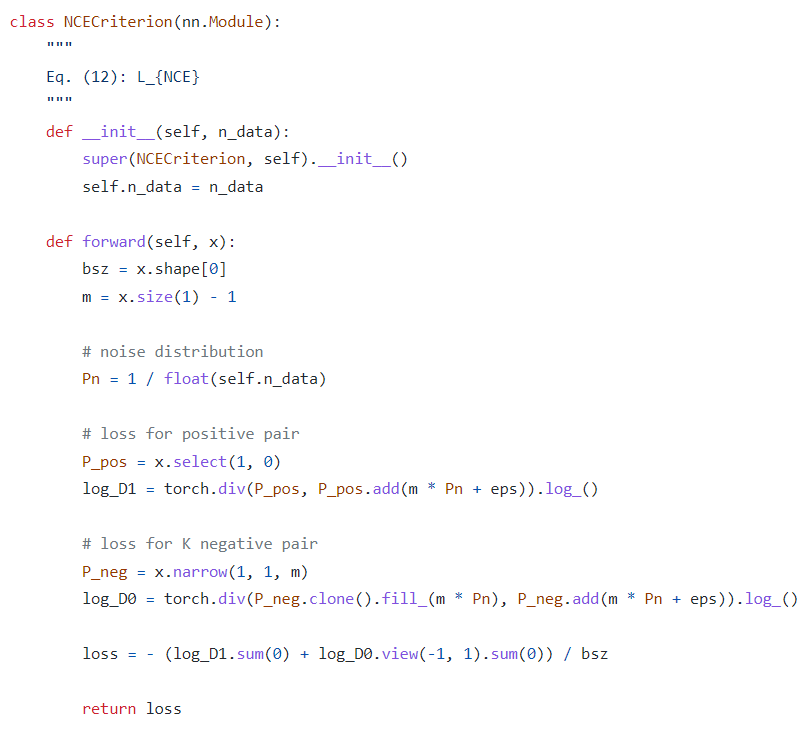 class NCECriterion(nn.Module):
    """
    Eq. (12): L_{NCE}
    """
    def __init__(self, n_data):
        super(NCECriterion, self).__init__()
        self.n_data = n_data

    def forward(self, x):
        bsz = x.shape[0]
        m = x.size(1) - 1

        # noise distribution
        Pn = 1 / float(self.n_data)

        # loss for positive pair
        P_pos = x.select(1, 0)
        log_D1 = torch.div(P_pos, P_pos.add(m * Pn + eps)).log_()

        # loss for K negative pair
        P_neg = x.narrow(1, 1, m)
        log_D0 = torch.div(P_neg.clone().fill_(m * Pn), P_neg.add(m * Pn + eps)).log_()

        loss = - (log_D1.sum(0) + log_D0.view(-1, 1).sum(0)) / bsz

        return loss